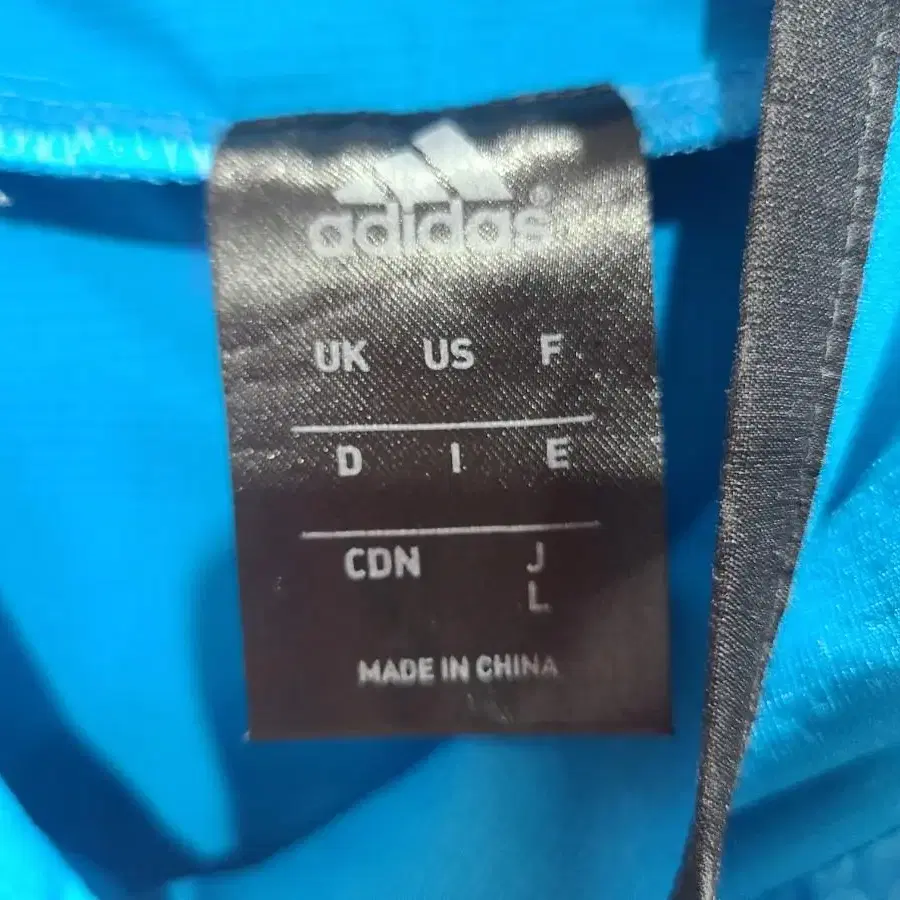 adidas®
UK US F
D I E
CDN J
L
MADE IN CHINA